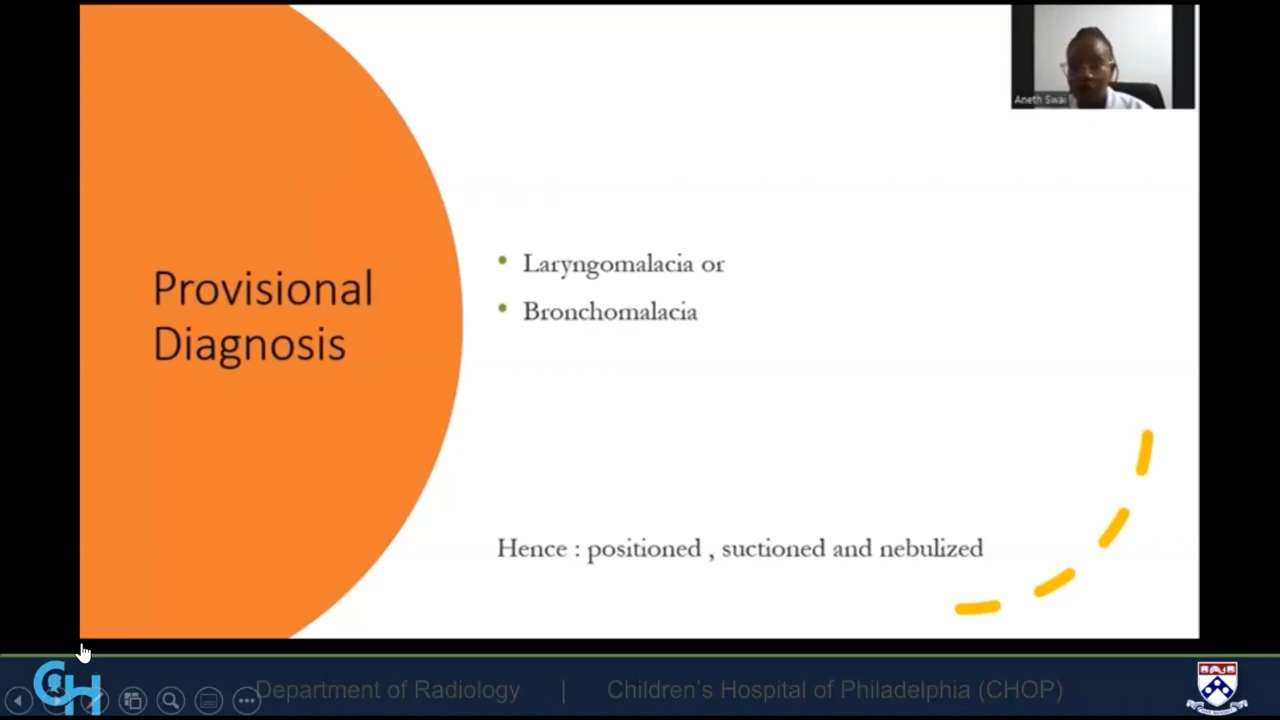 Aneth Swai
Provisional
Diagnosis
• Laryngomalacia or
• Bronchomalacia
Hence : positioned , suctioned and nebulized
CH
Department of Radiology | Children's Hospital of Philadelphia (CHOP)